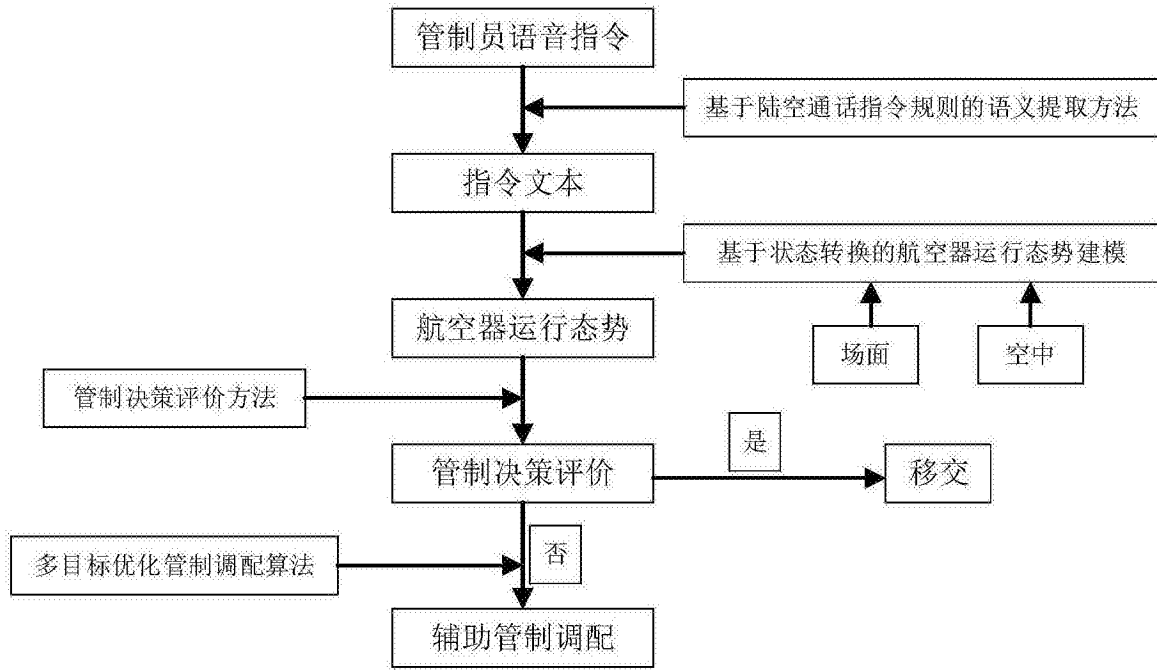 管制员语音指令
基于陆空通话指令规则的语义提取方法
指令文本
基于状态转换的航空器运行态势建模
航空器运行态势
场面
空中
管制决策评价方法
是
管制决策评价
移交
否
多目标优化管制调配算法
辅助管制调配